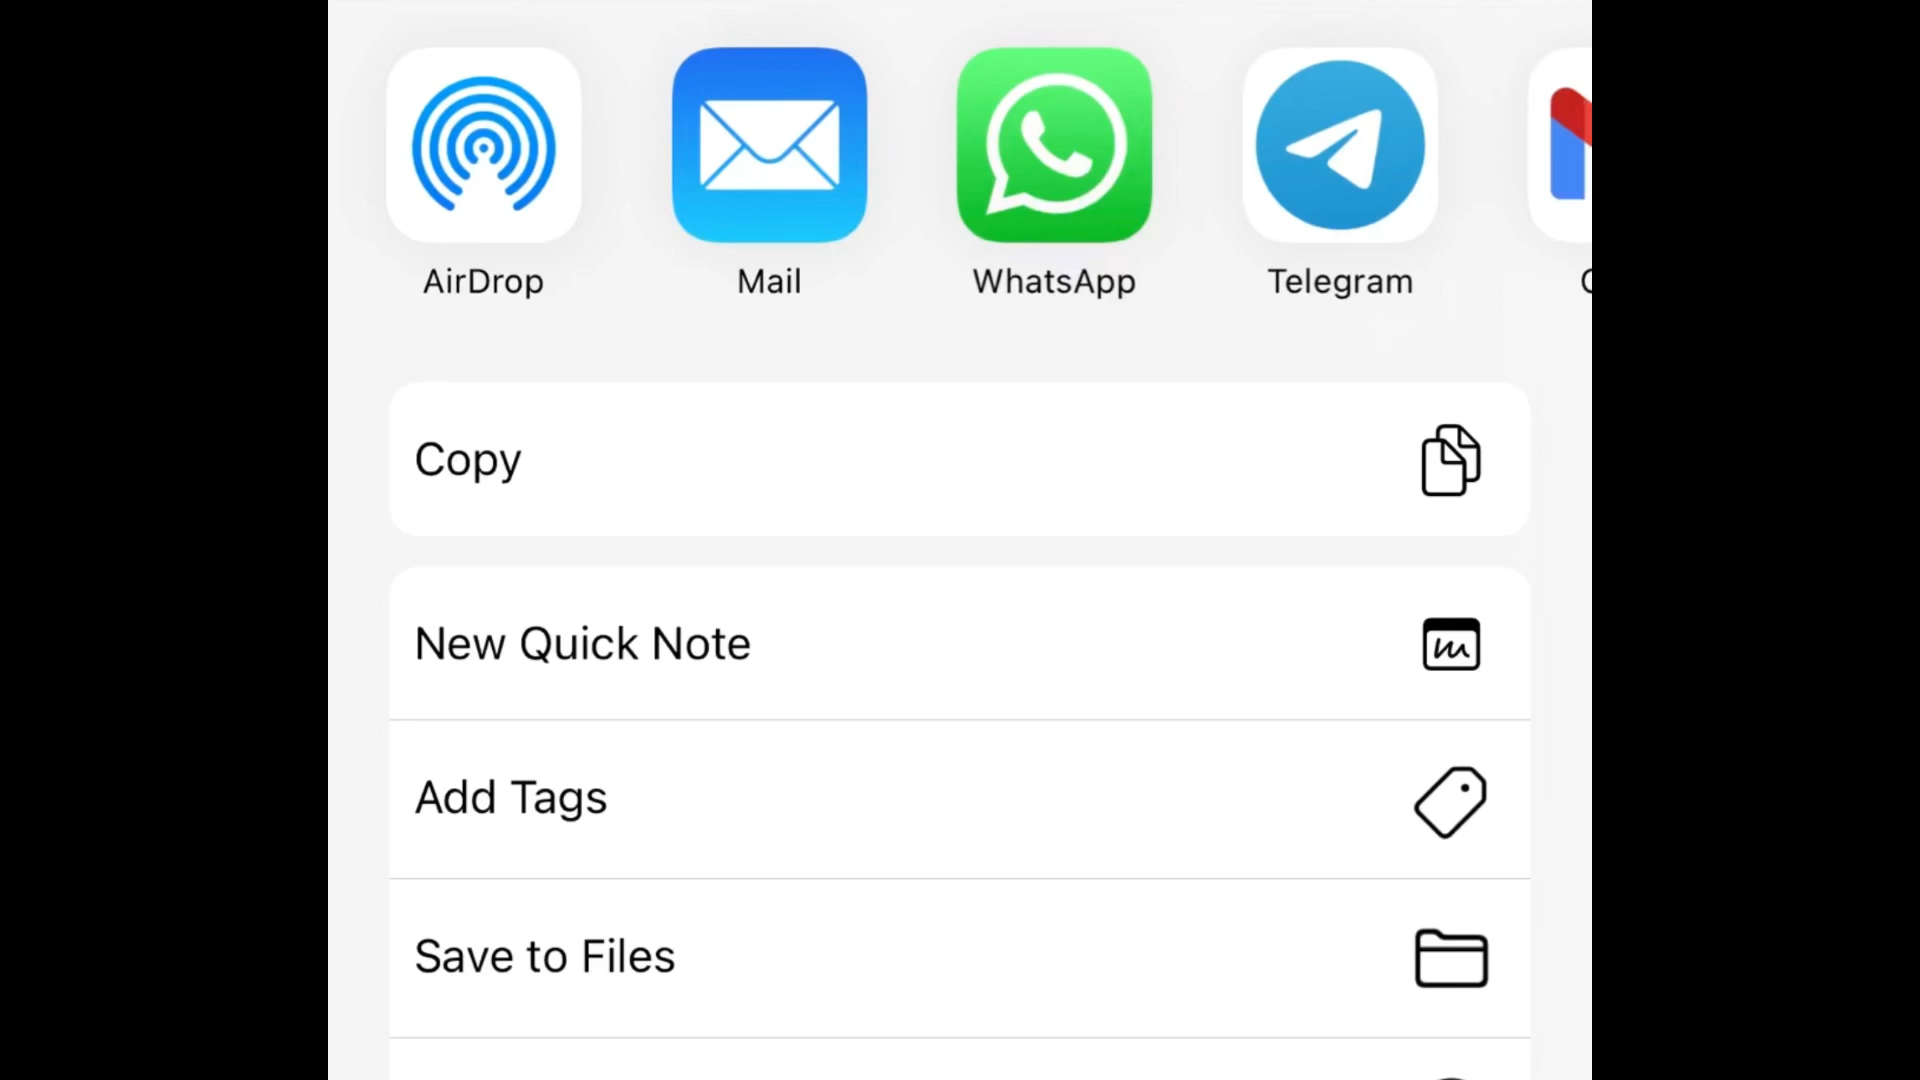 AirDrop Mail WhatsApp Telegram
Copy
New Quick Note
Add Tags
Save to Files